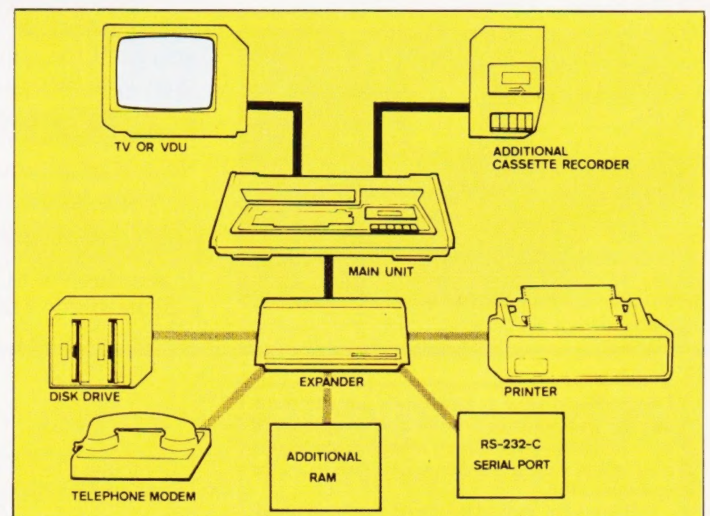 TV OR VDU
ADDITIONAL
CASSETTE RECORDER
MAIN UNIT
EXPANDER
DISK DRIVE
PRINTER
TELEPHONE MODEM
ADDITIONAL
RAM
RS-232-C
SERIAL PORT